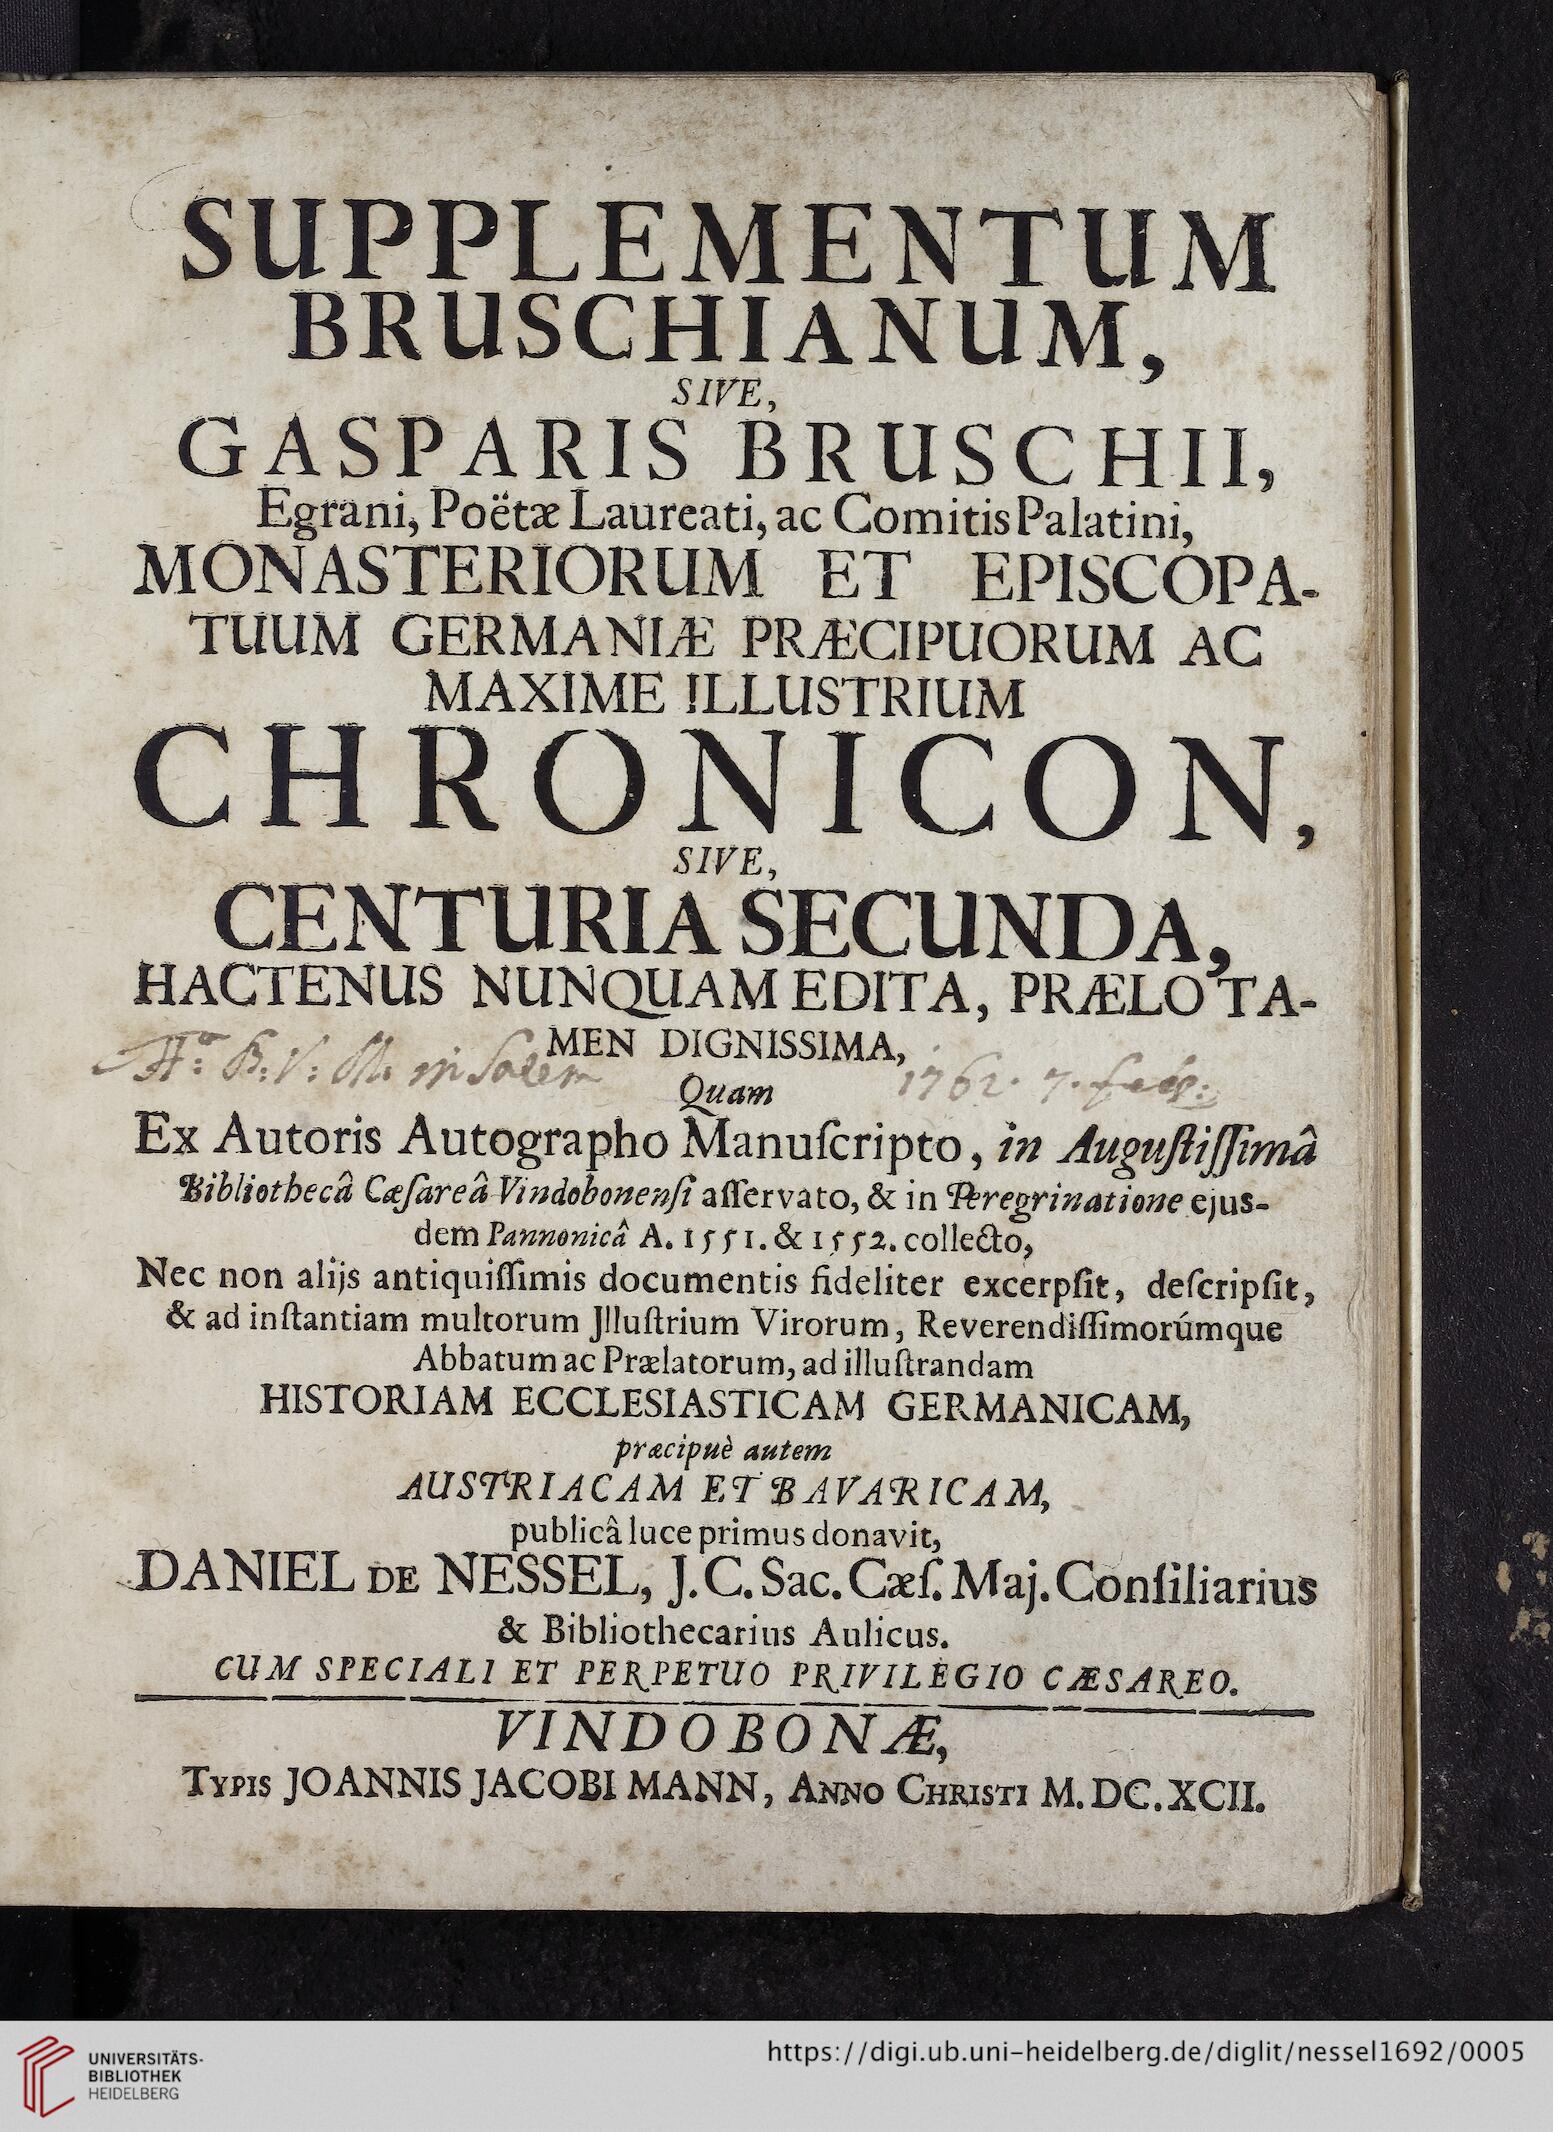 SUPPLEMENTUM
BRUSCHIANUM,
SIVE,
GASPARIS BRUSCHII,
Egrani, Poëtæ Laureati, ac Comitis Palatini,
MONASTERIORUM ET EPISCOPA-
TUUM GERMANIÆ PRÆCIPUORUM AC
MAXIME ILLUSTRIUM
CHRONICON,
SIVE,
CENTURIA SECUNDA,
HACTENUS NUNQUAM EDITA, PRÆLO TA-
MEN DIGNISSIMA,
B: V: M. in Salem 1762. 7. feb:
Quam
Ex Autoris Autographo Manuſcripto, in Auguſtiſſimâ
Bibliothecâ Cæſareâ Vindobonenſi aſſervato, & in Peregrinatione ejus-
dem Pannonicâ A. 1551. & 1552. collecto,
Nec non alijs antiquiſſimis documentis fideliter excerpſit, deſcripſit,
& ad inſtantiam multorum Jlluſtrium Virorum, Reverendiſſimorúmque
Abbatum ac Prælatorum, ad illuſtrandam
HISTORIAM ECCLESIASTICAM GERMANICAM,
præcipuè autem
AUSTRIACAM ET BAVARICAM,
publicâ luce primus donavit,
DANIEL DE NESSEL, J. C. Sac. Cæſ. Maj. Conſiliarius
& Bibliothecarius Aulicus.
CUM SPECIALI ET PERPETUO PRIVILEGIO CÆSAREO.
VINDOBONÆ,
TYPIS JOANNIS JACOBI MANN, ANNO CHRISTI M. DC. XCII.
UNIVERSITÄTS-
BIBLIOTHEK
HEIDELBERG
https://digi.ub.uni-heidelberg.de/diglit/nessel1692/0005